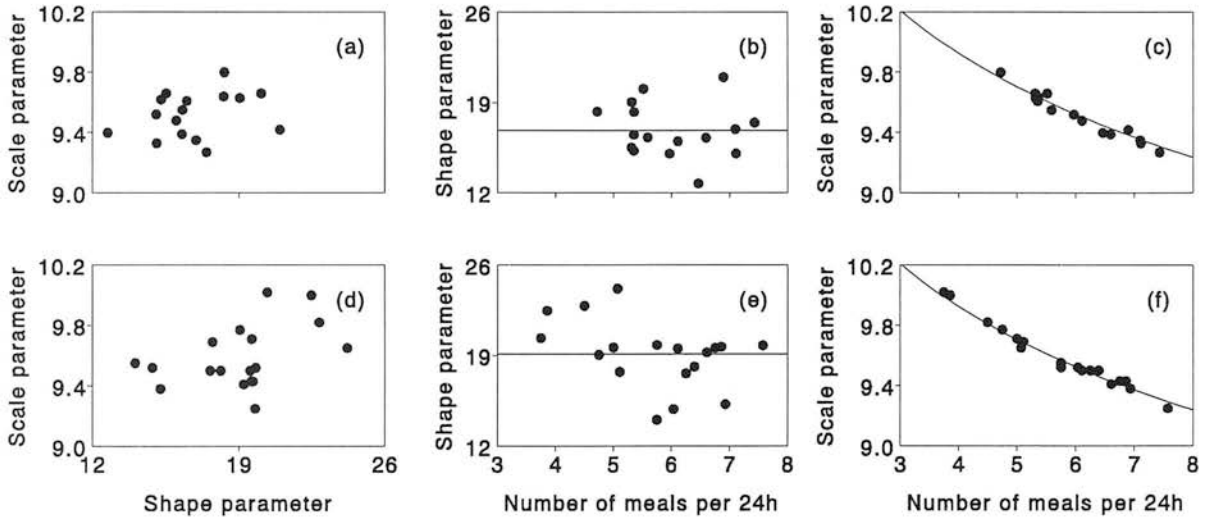 10.2
9.8
9.4
9.0
Scale parameter
(a)
26
19
12
Shape parameter
(b)
10.2
9.8
9.4
9.0
Scale parameter
(c)
10.2
9.8
9.4
9.0
Scale parameter
(d)
12
19
26
Shape parameter
26
19
12
Shape parameter
(e)
3
4
5
6
7
8
Number of meals per 24h
10.2
9.8
9.4
9.0
Scale parameter
(f)
3
4
5
6
7
8
Number of meals per 24h